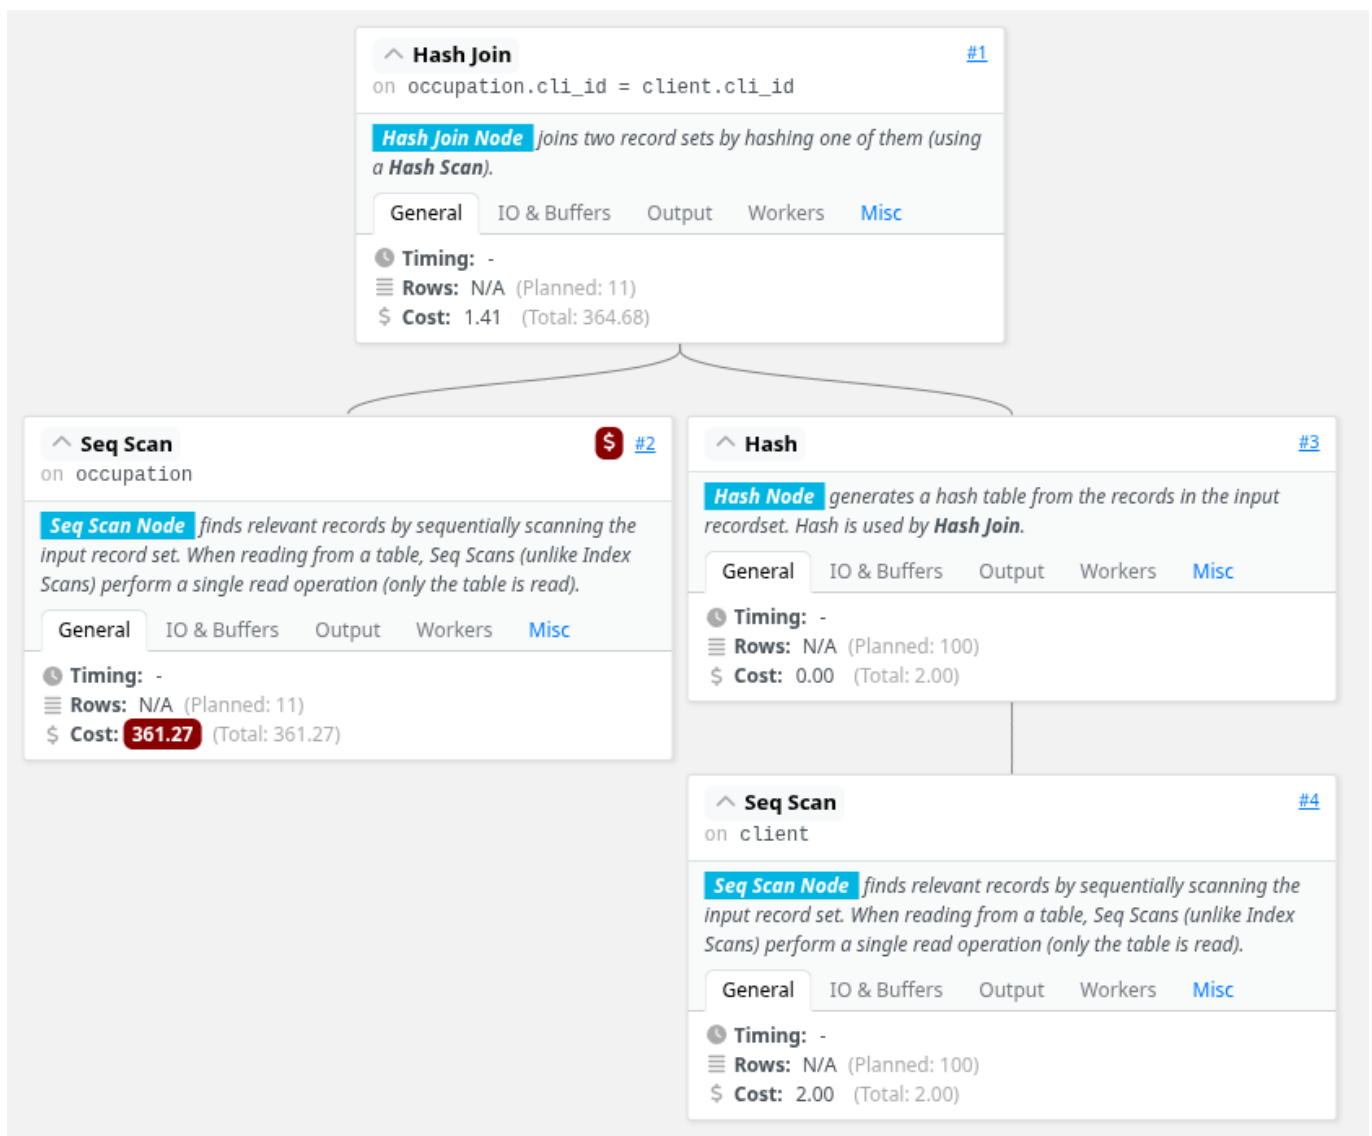 Hash Join #1
on occupation.cli_id = client.cli_id
Hash Join Node joins two record sets by hashing one of them (using
a Hash Scan).
General IO & Buffers Output Workers Misc
Timing: -
Rows: N/A (Planned: 11)
$ Cost: 1.41 (Total: 364.68)
Seq Scan $ #2
on occupation
Seq Scan Node finds relevant records by sequentially scanning the
input record set. When reading from a table, Seq Scans (unlike Index
Scans) perform a single read operation (only the table is read).
General IO & Buffers Output Workers Misc
Timing: -
Rows: N/A (Planned: 11)
$ Cost: 361.27 (Total: 361.27)
Hash #3
Hash Node generates a hash table from the records in the input
recordset. Hash is used by Hash Join.
General IO & Buffers Output Workers Misc
Timing: -
Rows: N/A (Planned: 100)
$ Cost: 0.00 (Total: 2.00)
Seq Scan #4
on client
Seq Scan Node finds relevant records by sequentially scanning the
input record set. When reading from a table, Seq Scans (unlike Index
Scans) perform a single read operation (only the table is read).
General IO & Buffers Output Workers Misc
Timing: -
Rows: N/A (Planned: 100)
$ Cost: 2.00 (Total: 2.00)